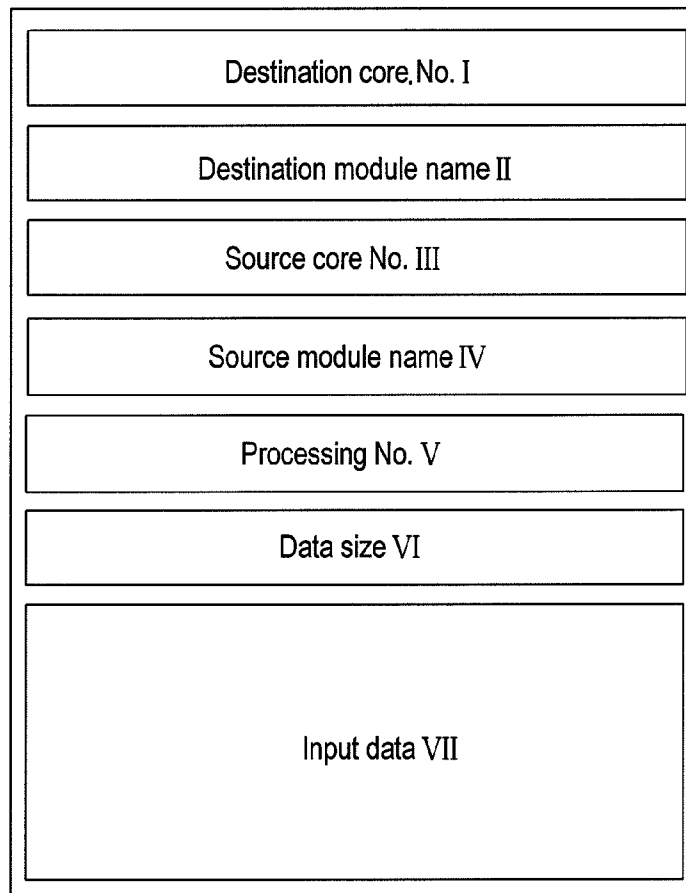 Destination core. No. I
Destination module name II
Source core No. III
Source module name IV
Processing No. V
Data size VI
Input data VII